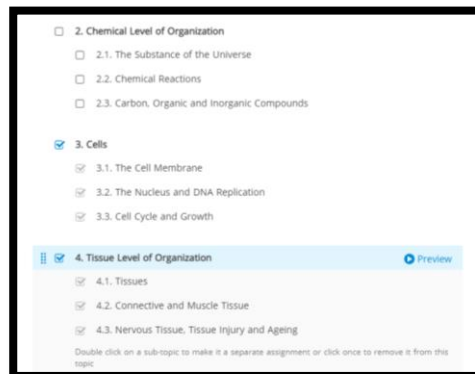 2. Chemical Level of Organization
2.1. The Substance of the Universe
2.2. Chemical Reactions
2.3. Carbon, Organic and Inorganic Compounds
3. Cells
3.1. The Cell Membrane
3.2. The Nucleus and DNA Replication
3.3. Cell Cycle and Growth
4. Tissue Level of Organization Preview
4.1. Tissues
4.2. Connective and Muscle Tissue
4.3. Nervous Tissue, Tissue Injury and Ageing
Double click on a sub-topic to make it a separate assignment or click once to remove it from this
topic